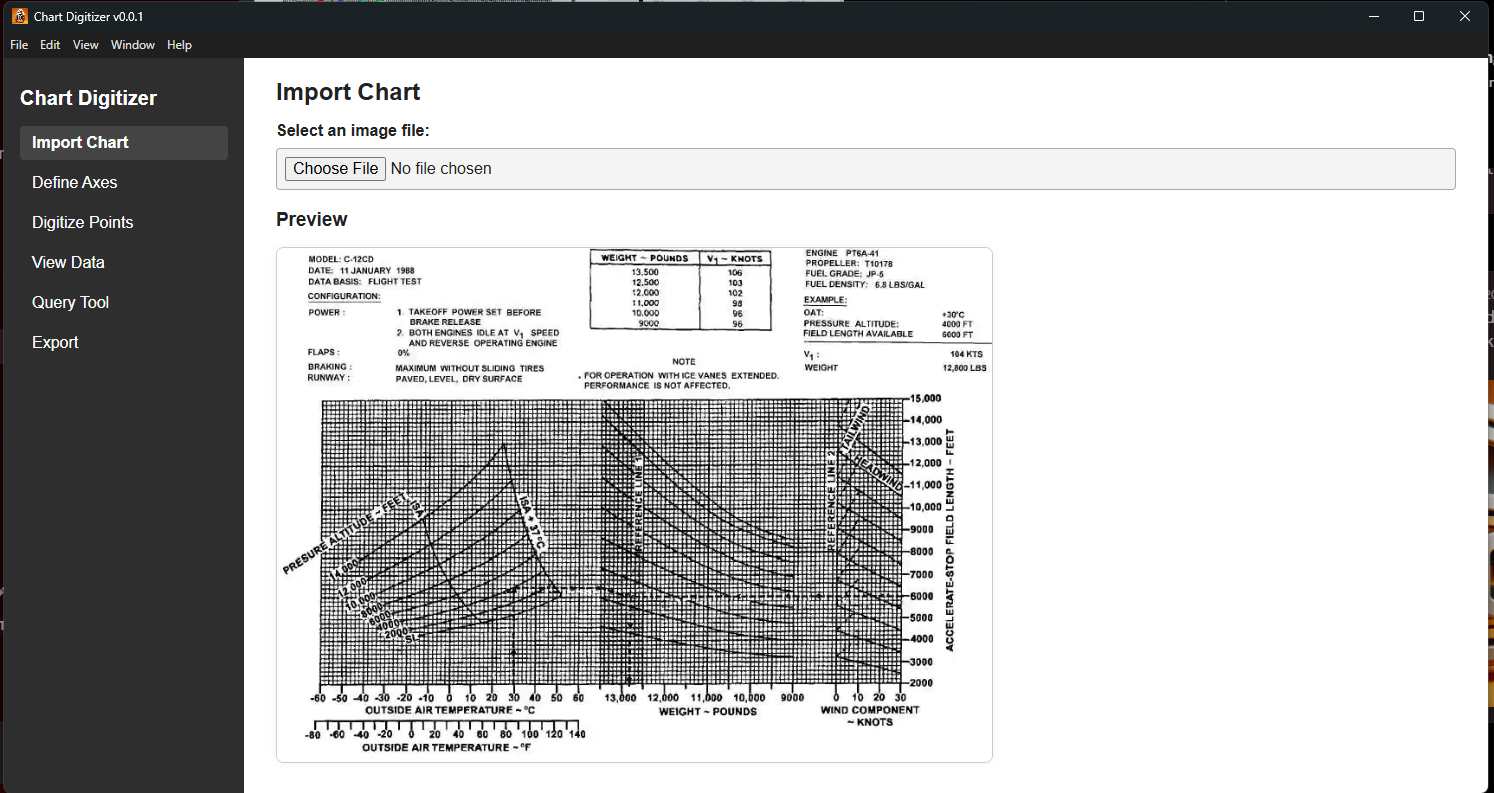 Chart Digitizer v0.0.1
File Edit View Window Help
Chart Digitizer
Import Chart
Define Axes
Digitize Points
View Data
Query Tool
Export
Import Chart
Select an image file:
Choose File No file chosen
Preview
MODEL: C-12CD
DATE: 11 JANUARY 1988
DATA BASIS: FLIGHT TEST
CONFIGURATION:
POWER : 1. TAKEOFF POWER SET BEFORE
BRAKE RELEASE
2. BOTH ENGINES IDLE AT V1 SPEED
AND REVERSE OPERATING ENGINE
FLAPS : 0%
BRAKING : MAXIMUM WITHOUT SLIDING TIRES
RUNWAY : PAVED, LEVEL, DRY SURFACE
WEIGHT ~ POUNDS V1 ~ KNOTS
13,500 106
12,500 103
12,000 102
11,000 98
10,000 96
9000 96
NOTE
. FOR OPERATION WITH ICE VANES EXTENDED.
PERFORMANCE IS NOT AFFECTED.
ENGINE PT6A-41
PROPELLER: T10178
FUEL GRADE: JP-5
FUEL DENSITY: 6.8 LBS/GAL
EXAMPLE:
OAT: +30°C
PRESSURE ALTITUDE: 4000 FT
FIELD LENGTH AVAILABLE 6000 FT
V1 : 104 KTS
WEIGHT 12,800 LBS
PRESURE ALTITUDE ~ FEET
ISA
ISA + 37°C
14,000
12,000
10,000
8000
6000
4000
2000
SL
REFERENCE LINE 1
REFERENCE LINE 2
TAILWIND
HEADWIND
15,000
14,000
13,000
12,000
11,000
10,000
9000
8000
7000
6000
5000
4000
3000
2000
ACCELERATE-STOP FIELD LENGTH ~ FEET
-60 -50 -40 -30 -20 -10 0 10 20 30 40 50 60
OUTSIDE AIR TEMPERATURE ~ °C
13,000 12,000 11,000 10,000 9000
WEIGHT ~ POUNDS
0 10 20 30
WIND COMPONENT
~ KNOTS
-80 -60 -40 -20 0 20 40 60 80 100 120 140
OUTSIDE AIR TEMPERATURE ~ °F